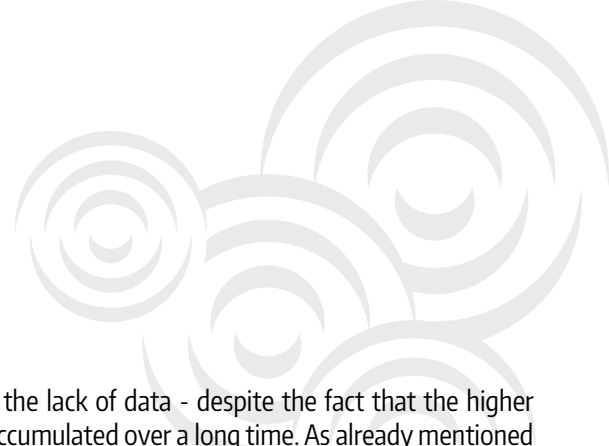 the lack of data - despite the fact that the higher
ccumulated over a long time. As already mentioned